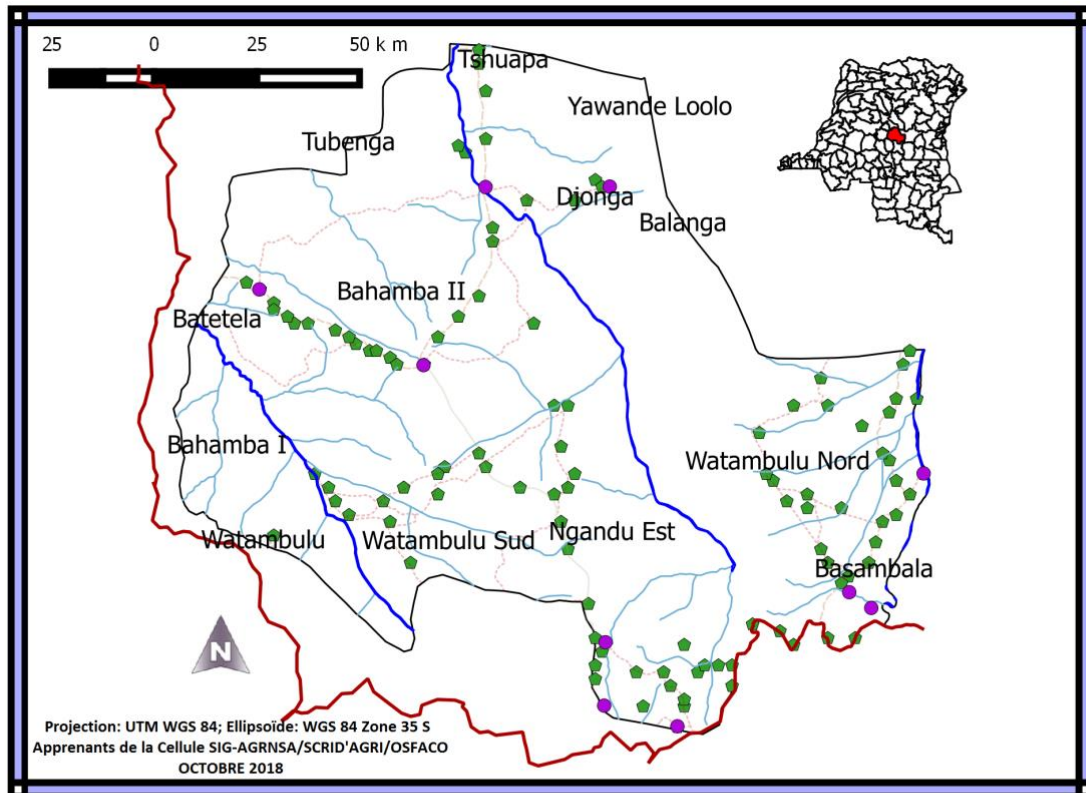 25 0 25 50 k m
Tshuapa
Yawande Loolo
Tubenga
Djonga
Balanga
Bahamba II
Batetela
Bahamba I
Watambulu Nord
Watambulu
Watambulu Sud
Ngandu Est
Basambala
N
Projection: UTM WGS 84; Ellipsoïde: WGS 84 Zone 35 S
Apprenants de la Cellule SIG-AGRNSA/SCRID'AGRI/OSFACO
OCTOBRE 2018